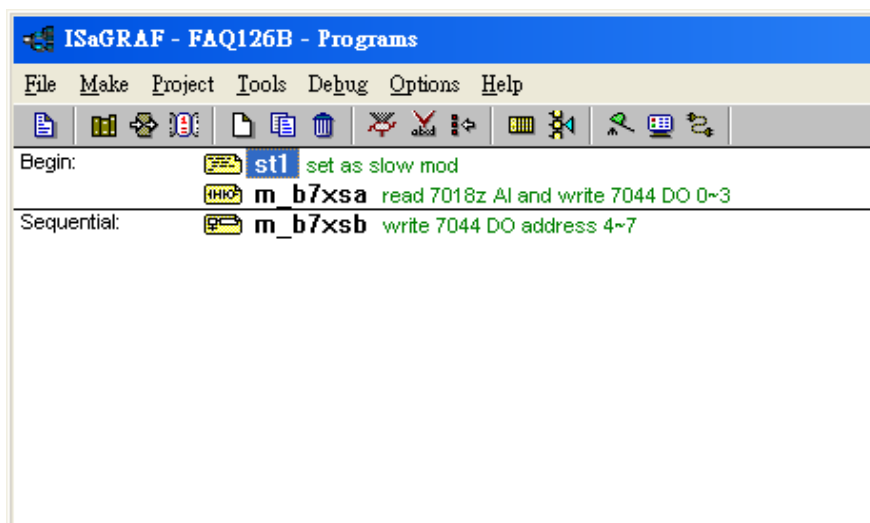 ISaGRAF - FAQ126B - Programs
File Make Project Tools Debug Options Help
Begin: st1 set as slow mod
m_b7xsa read 7018z AI and write 7044 DO 0~3
Sequential: m_b7xsb write 7044 DO address 4~7